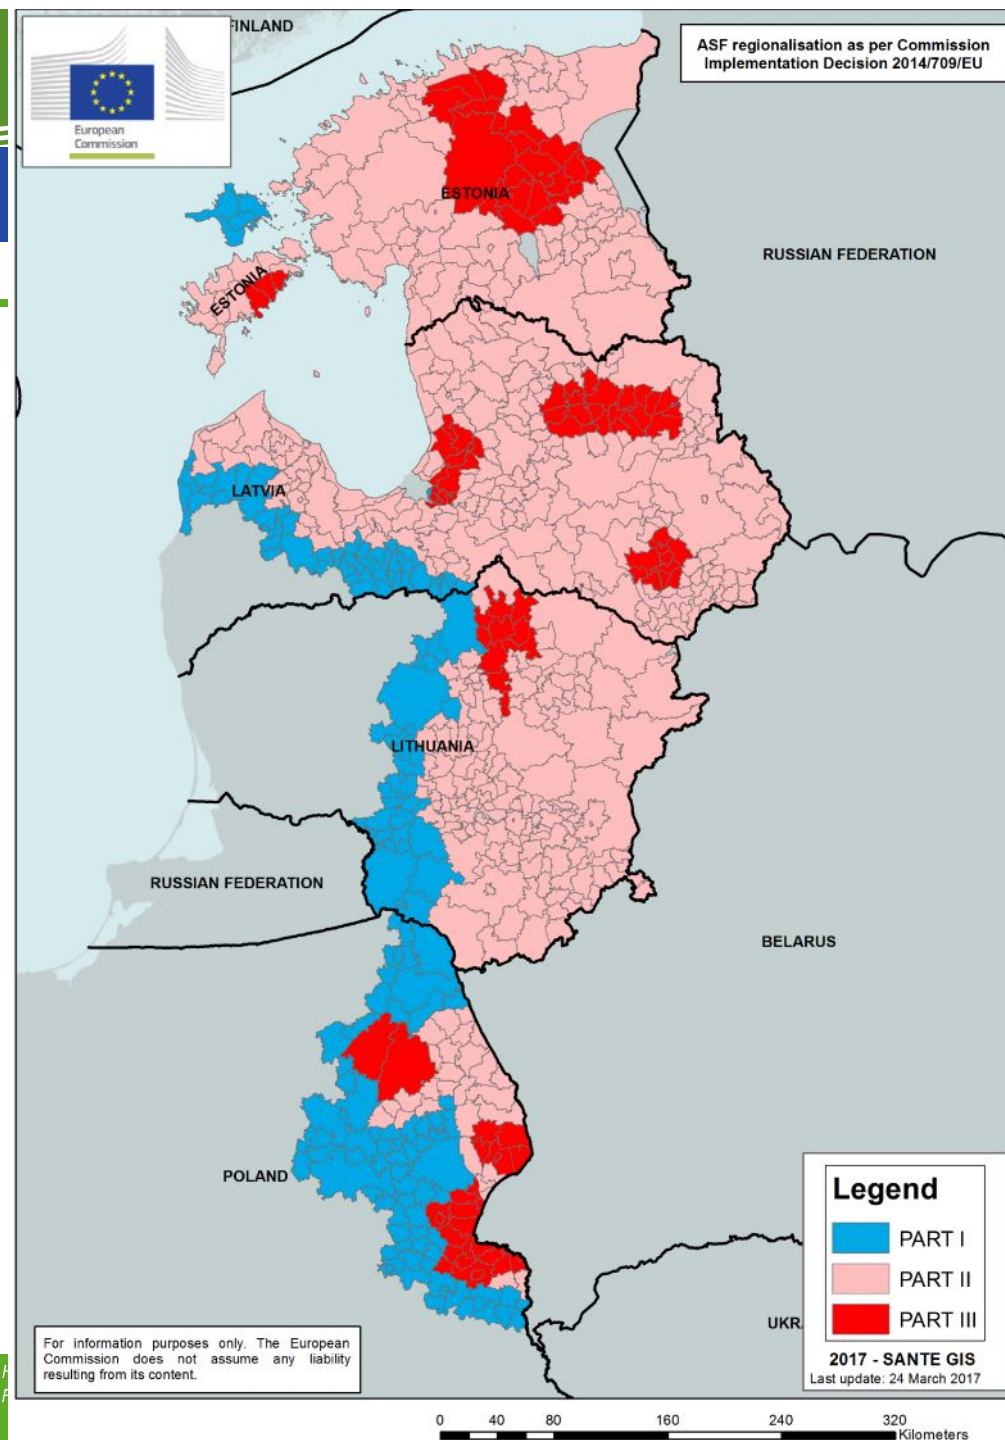 FINLAND
ASF regionalisation as per Commission
Implementation Decision 2014/709/EU
European
Commission
ESTONIA
RUSSIAN FEDERATION
ESTONIA
LATVIA
LITHUANIA
RUSSIAN FEDERATION
BELARUS
POLAND
Legend
PART I
PART II
PART III
UKR
2017 - SANTE GIS
Last update: 24 March 2017
For information purposes only. The European
Commission does not assume any liability
resulting from its content.
0 40 80 160 240 320
Kilometers